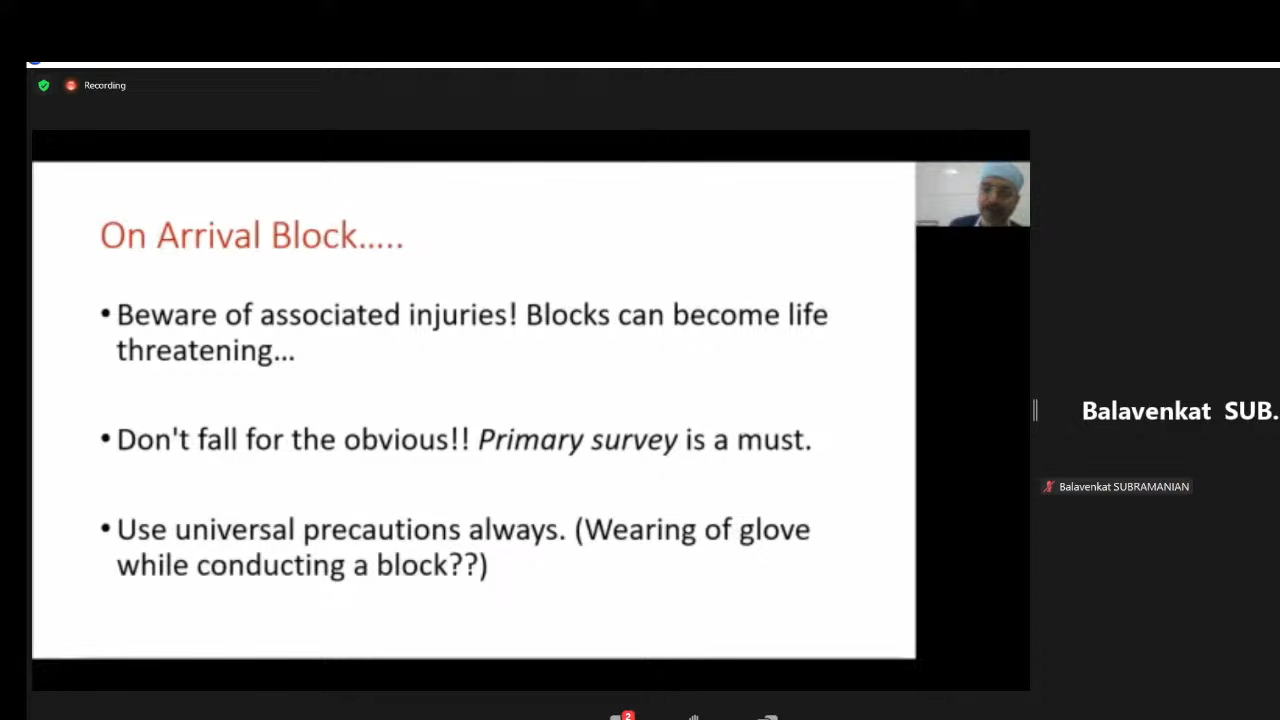 Recording
On Arrival Block.....
• Beware of associated injuries! Blocks can become life
threatening...
• Don't fall for the obvious!! Primary survey is a must.
• Use universal precautions always. (Wearing of glove
while conducting a block??)
Balavenkat SUB.
Balavenkat SUBRAMANIAN
2